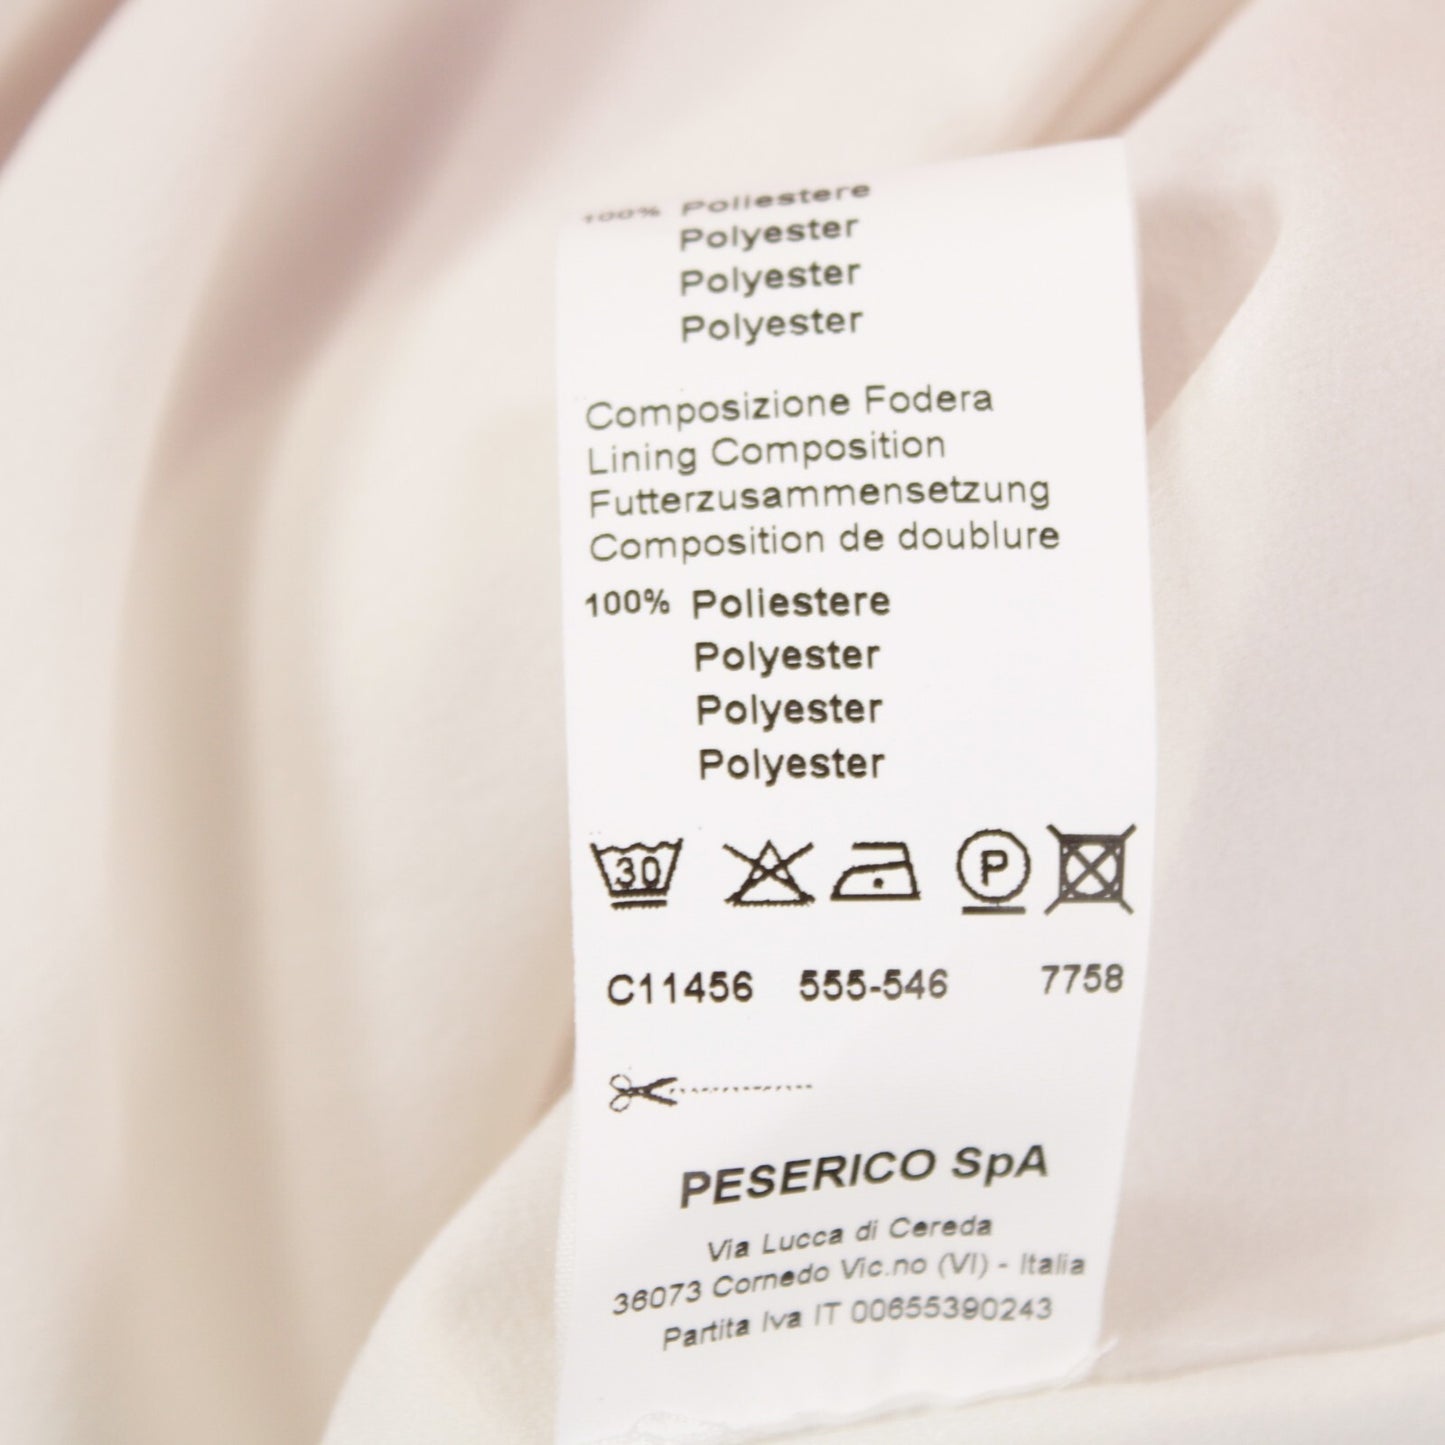 100% Poliestere
Polyester
Polyester
Polyester
Composizione Fodera
Lining Composition
Futterzusammensetzung
Composition de doublure
100% Poliestere
Polyester
Polyester
Polyester
30 P
C11456 555-546 7758
PESERICO SpA
Via Lucca di Cereda
36073 Cornedo Vic.no (VI) - Italia
Partita Iva IT 00655390243